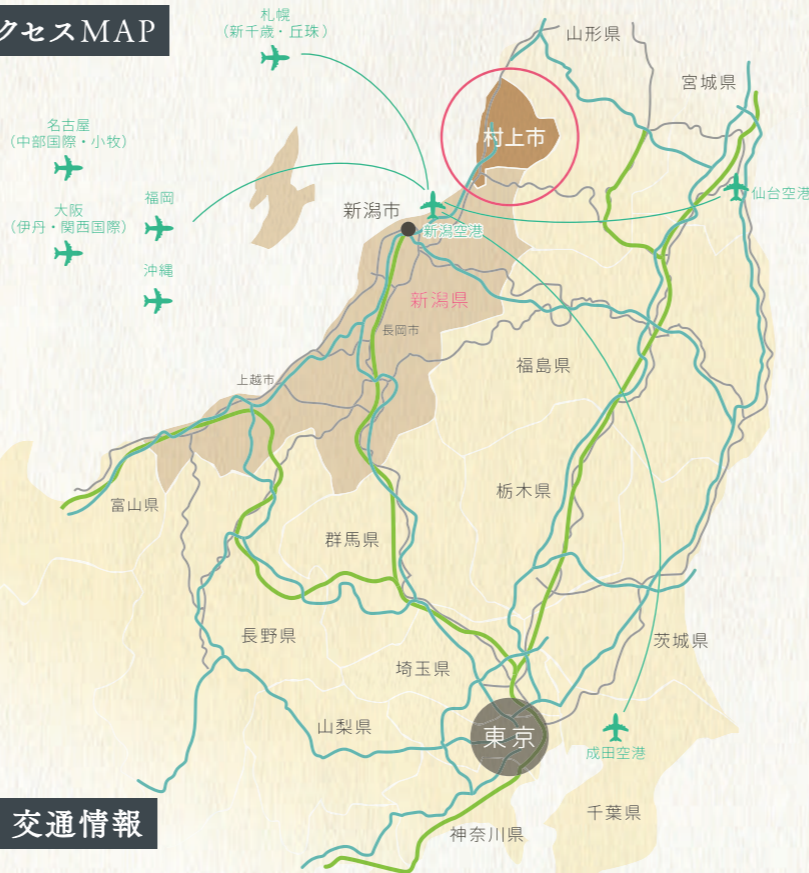 クセスMAP
札幌
（新千歳・丘珠）
山形県
宮城県
名古屋
（中部国際・小牧）
村上市
福岡
仙台空港
大阪
（伊丹・関西国際）
新潟市
新潟空港
沖縄
新潟県
長岡市
福島県
上越市
栃木県
富山県
群馬県
長野県
茨城県
埼玉県
山梨県
東京
成田空港
千葉県
交通情報
神奈川県